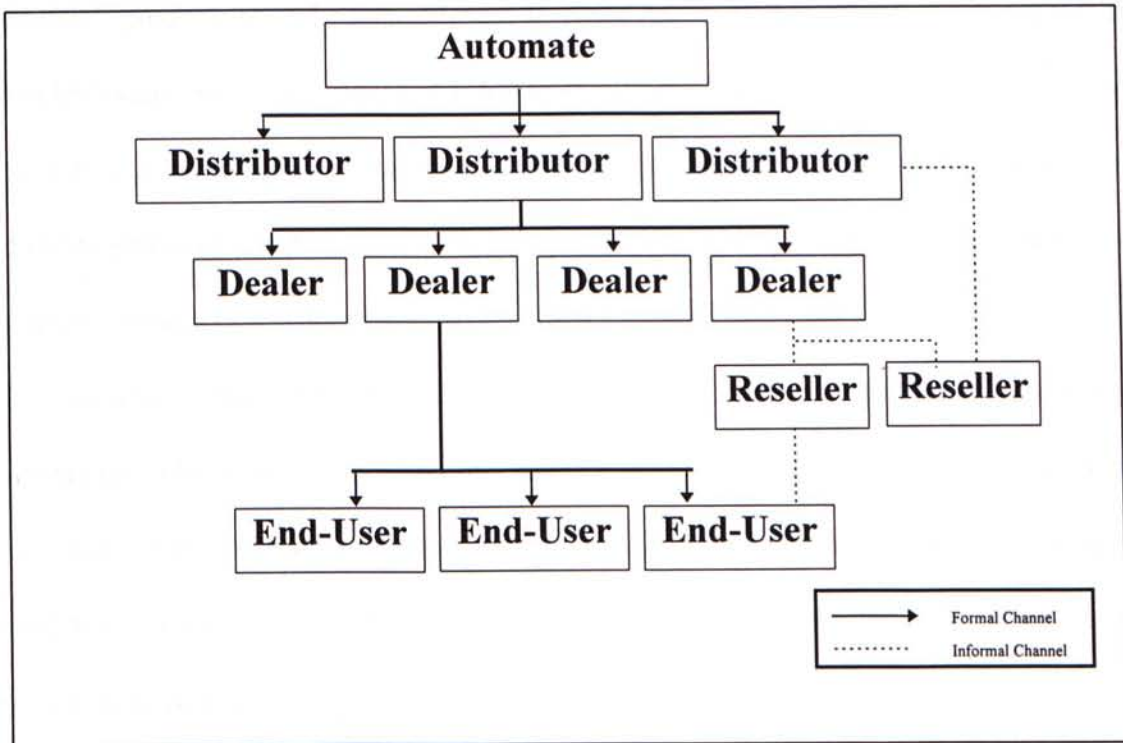 Automate
Distributor Distributor Distributor
Dealer Dealer Dealer Dealer
Reseller Reseller
End-User End-User End-User
Formal Channel
Informal Channel